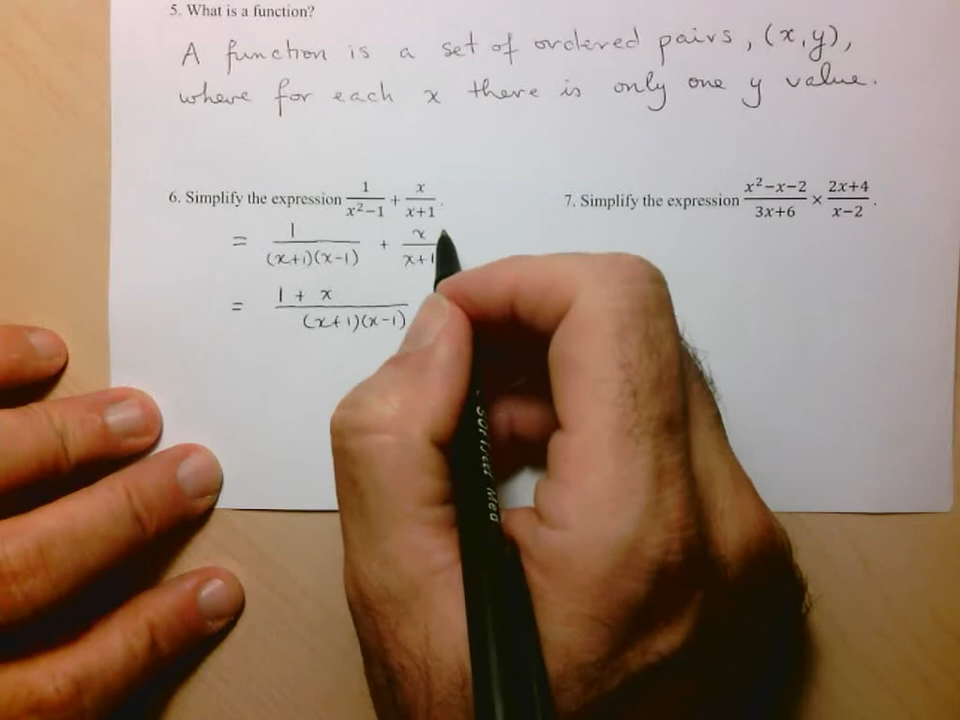 5. What is a function?
A function is a set of ordered pairs, (x,y),
where for each x there is only one y value.
6. Simplify the expression 1/(x²−1) + x/(x+1).
7. Simplify the expression (x²−x−2)/(3x+6) × (2x+4)/(x−2).
= 1/((x+1)(x-1)) + x/(x+1
= (1 + x)/((x+1)(x-1))